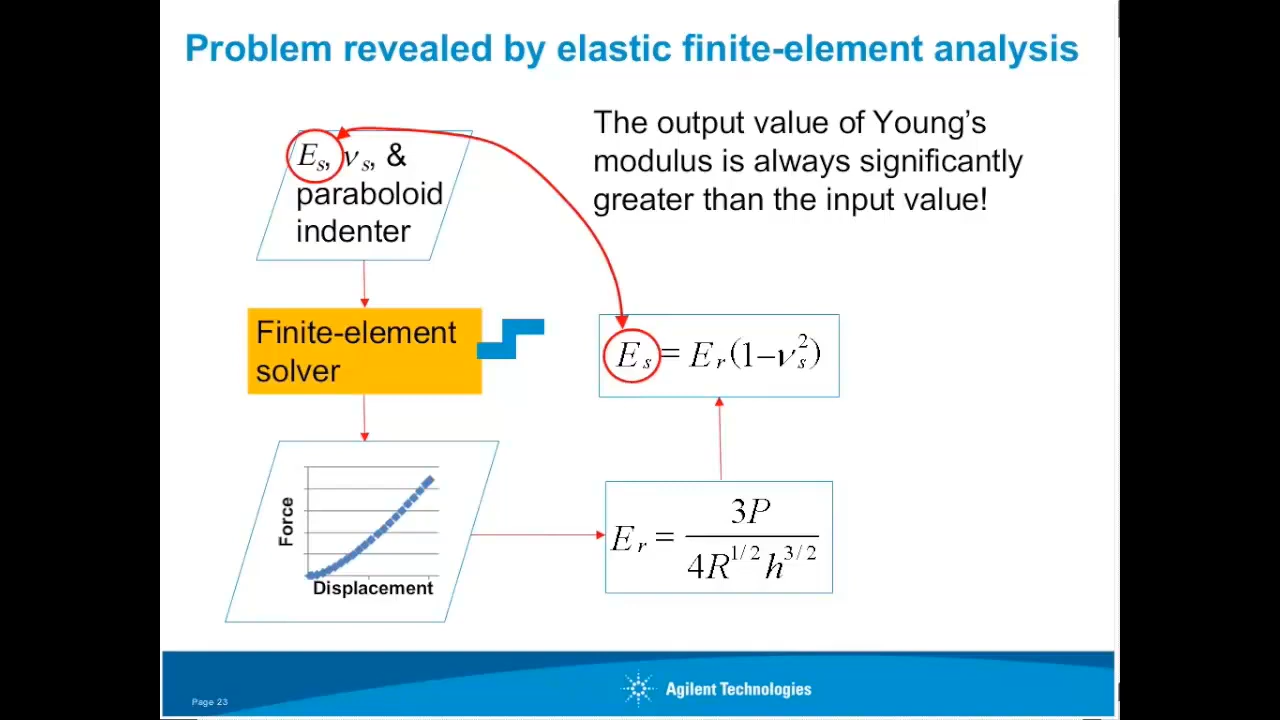 Problem revealed by elastic finite-element analysis
The output value of Young's
modulus is always significantly
greater than the input value!
E_s, ν_s, &
paraboloid
indenter
Finite-element
solver
E_s = E_r(1−ν_s^2)
Force
Displacement
E_r = 3P / 4R^{1/2}h^{3/2}
Page 23
Agilent Technologies